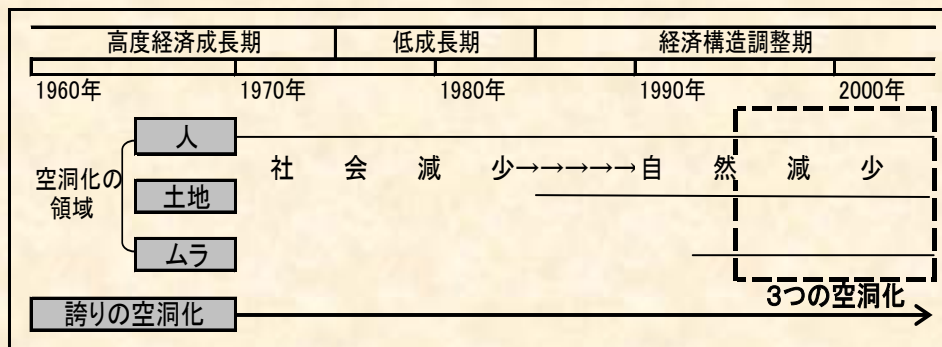 高度経済成長期 低成長期 経済構造調整期
1960年 1970年 1980年 1990年 2000年
人
社会減少→→→→→自然減少
空洞化の
領域
土地
ムラ
3つの空洞化
誇りの空洞化